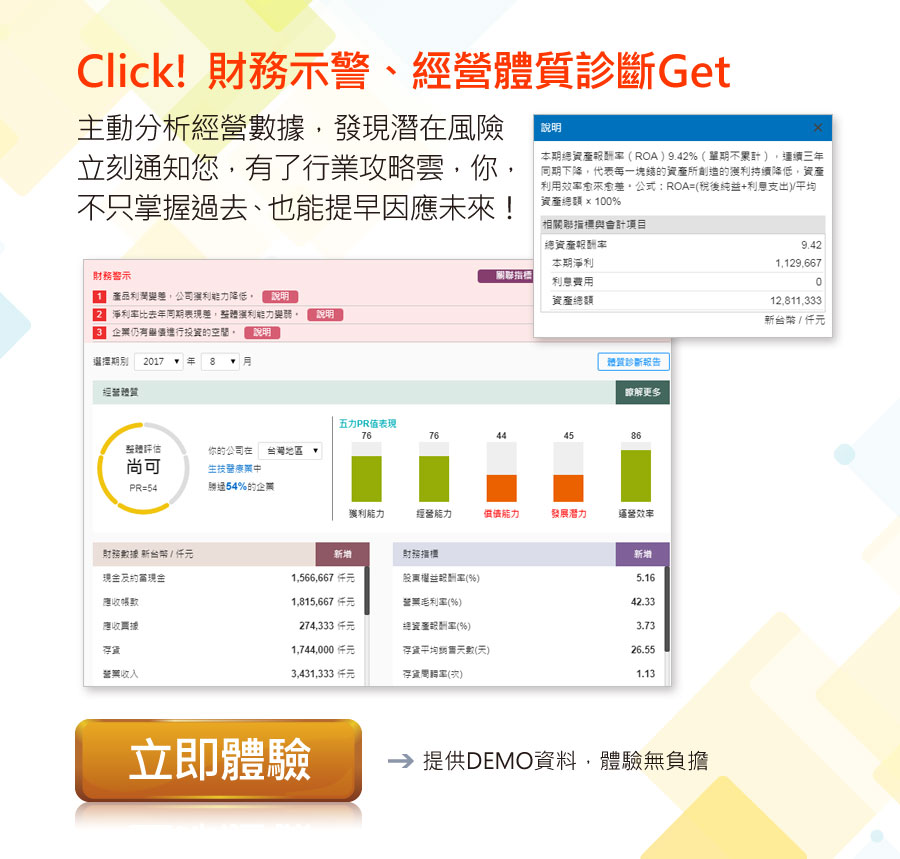 Click! 財務示警、經營體質診斷Get
主動分析經營數據，發現潛在風險
立刻通知您，有了行業攻略雲，你，
不只掌握過去、也能提早因應未來！
說明 ×
本期總資產報酬率（ROA）9.42%（單期不累計），連續三年
同期下降，代表每一塊錢的資產所創造的獲利持續降低，資產
利用效率愈來愈差。公式：ROA=(稅後純益+利息支出)/平均
資產總額 × 100%
相關聯指標與會計項目
總資產報酬率 9.42
本期淨利 1,129,667
利息費用 0
資產總額 12,811,333
新台幣 / 仟元
財務警示 關聯指標
1 產品利潤變差，公司獲利能力降低。 說明
2 淨利率比去年同期表現差，整體獲利能力變弱。 說明
3 企業仍有舉債進行投資的空間。 說明
選擇期別 2017 ▼ 年 8 ▼ 月 體質診斷報告
經營體質 瞭解更多
整體評估
尚可
PR=54
你的公司在 台灣地區 ▼
生技醫療業中
勝過54%的企業
五力PR值表現
76 76 44 45 86
獲利能力 經營能力 償債能力 發展潛力 運營效率
財務數據 新台幣 / 仟元 新增
現金及約當現金 1,566,667 仟元
應收帳款 1,815,667 仟元
應收票據 274,333 仟元
存貨 1,744,000 仟元
營業收入 3,431,333 仟元
財務指標 新增
股東權益報酬率(%) 5.16
營業毛利率(%) 42.33
總資產報酬率(%) 3.73
存貨平均銷售天數(天) 26.55
存貨周轉率(次) 1.13
立即體驗
→ 提供DEMO資料，體驗無負擔